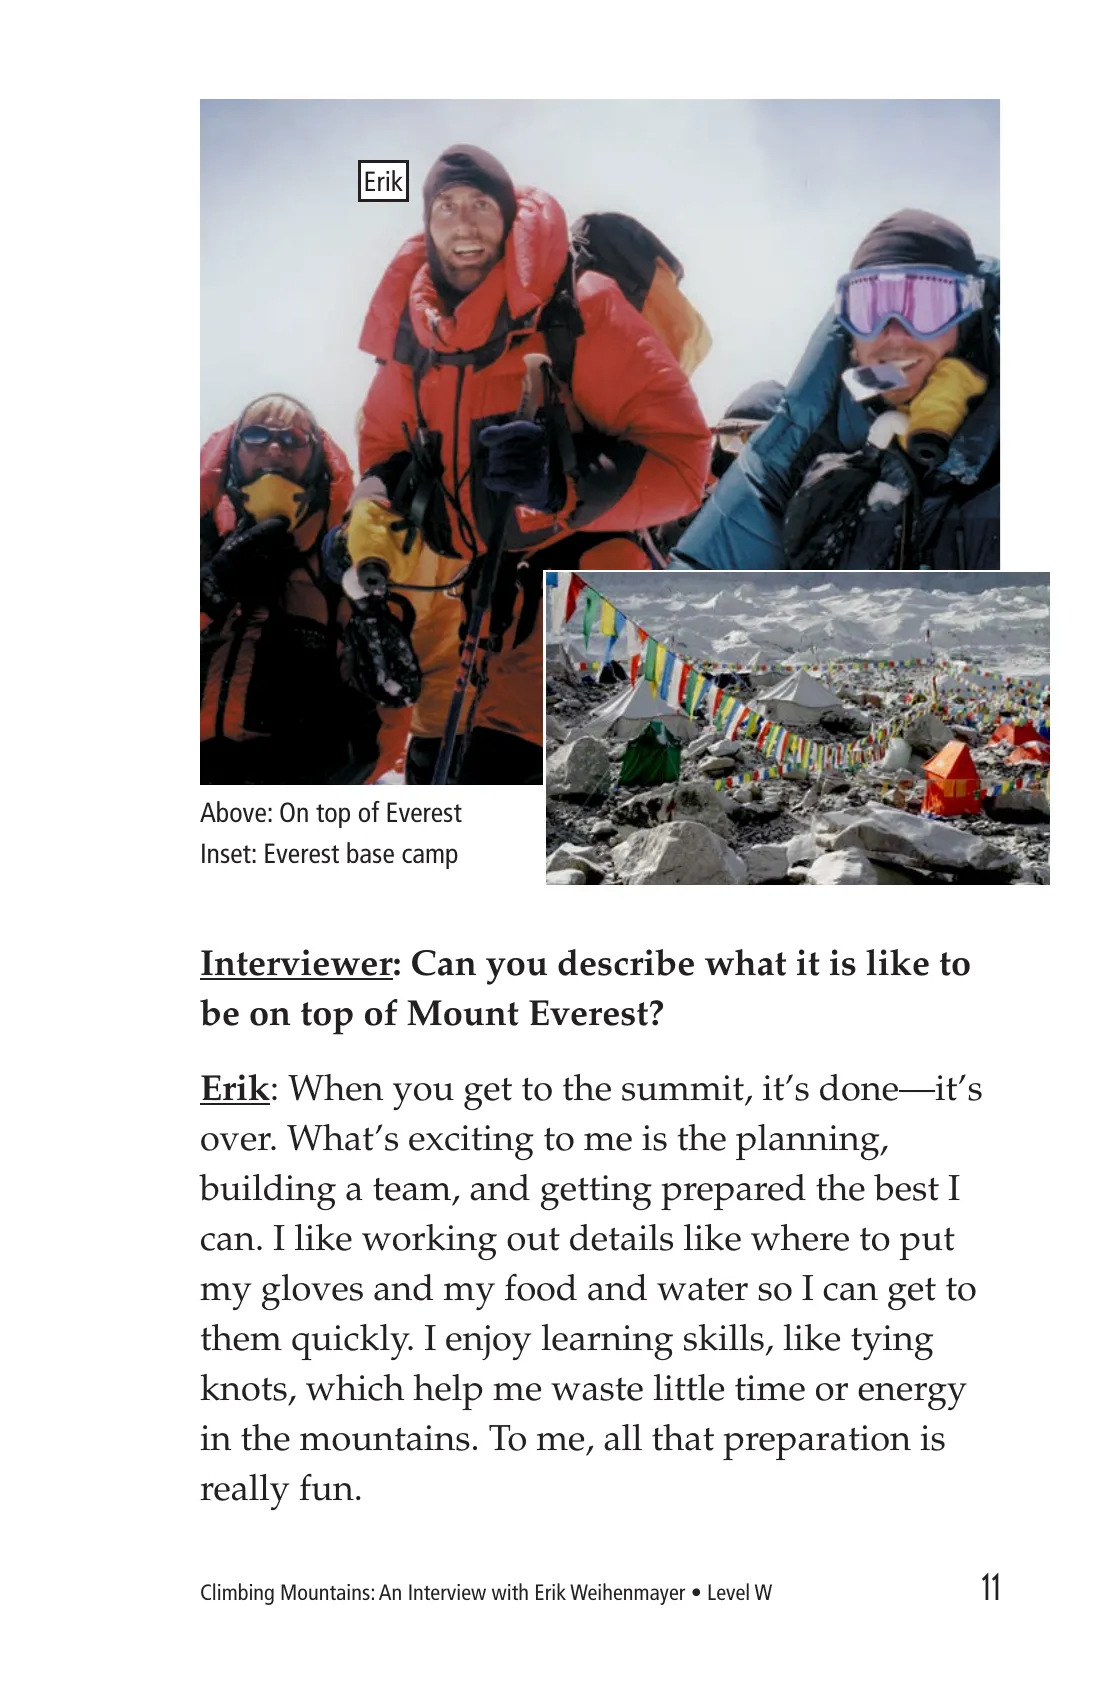 Erik
Above: On top of Everest
Inset: Everest base camp
Interviewer: Can you describe what it is like to
be on top of Mount Everest?
Erik: When you get to the summit, it’s done—it’s
over. What’s exciting to me is the planning,
building a team, and getting prepared the best I
can. I like working out details like where to put
my gloves and my food and water so I can get to
them quickly. I enjoy learning skills, like tying
knots, which help me waste little time or energy
in the mountains. To me, all that preparation is
really fun.
Climbing Mountains: An Interview with Erik Weihenmayer • Level W 11